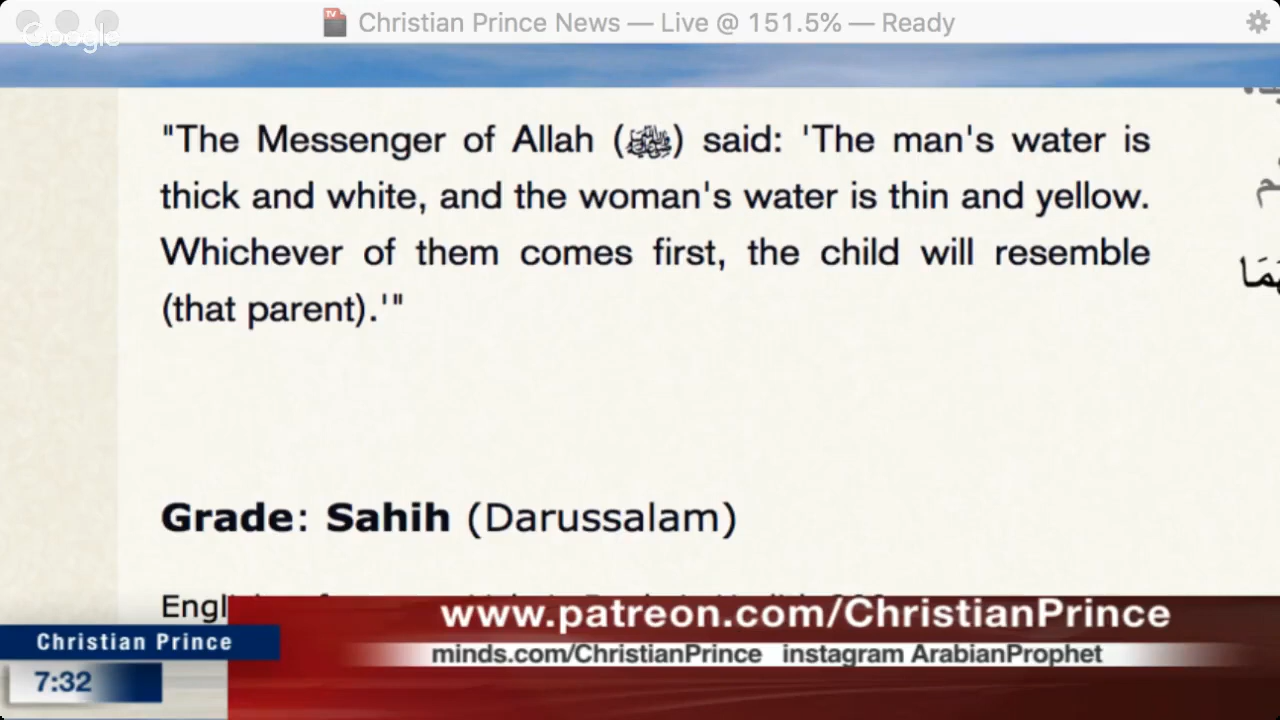 Christian Prince News — Live @ 151.5% — Ready
Google
"The Messenger of Allah (ﷺ) said: 'The man's water is
thick and white, and the woman's water is thin and yellow.
Whichever of them comes first, the child will resemble
(that parent).'"
Grade: Sahih (Darussalam)
www.patreon.com/ChristianPrince
Christian Prince
minds.com/ChristianPrince instagram ArabianProphet
7:32